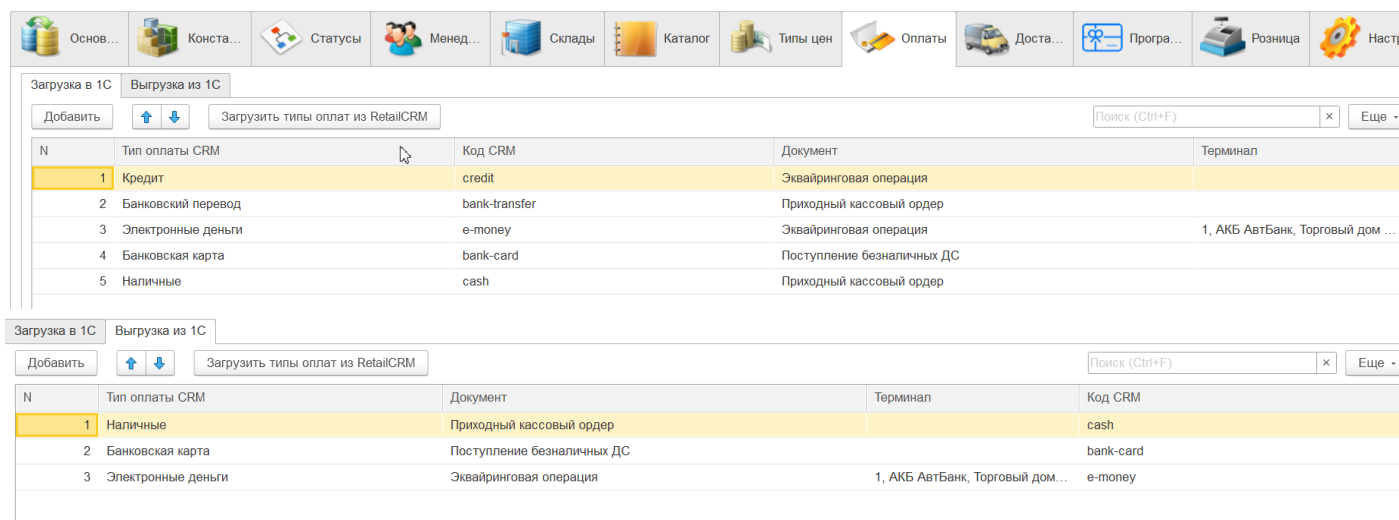 Основ... Конста... Статусы Менед... Склады Каталог Типы цен Оплаты Доста... Програ... Розница Настр
Загрузка в 1С Выгрузка из 1С
Добавить Загрузить типы оплат из RetailCRM Поиск (Ctrl+F) × Еще
N Тип оплаты CRM Код CRM Документ Терминал
1 Кредит credit Эквайринговая операция
2 Банковский перевод bank-transfer Приходный кассовый ордер
3 Электронные деньги e-money Эквайринговая операция 1, АКБ АвтБанк, Торговый дом ...
4 Банковская карта bank-card Поступление безналичных ДС
5 Наличные cash Приходный кассовый ордер
Загрузка в 1С Выгрузка из 1С
Добавить Загрузить типы оплат из RetailCRM Поиск (Ctrl+F) × Еще
N Тип оплаты CRM Документ Терминал Код CRM
1 Наличные Приходный кассовый ордер cash
2 Банковская карта Поступление безналичных ДС bank-card
3 Электронные деньги Эквайринговая операция 1, АКБ АвтБанк, Торговый дом... e-money